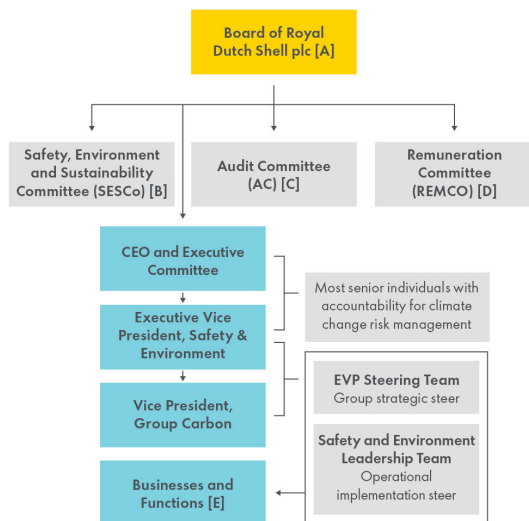 Board of Royal
Dutch Shell plc [A]
Safety, Environment
and Sustainability
Committee (SESCo) [B]
Audit Committee
(AC) [C]
Remuneration
Committee
(REMCO) [D]
CEO and Executive
Committee
Most senior individuals with
accountability for climate
change risk management
Executive Vice
President, Safety &
Environment
EVP Steering Team
Group strategic steer
Vice President,
Group Carbon
Safety and Environment
Leadership Team
Operational
implementation steer
Businesses and
Functions [E]